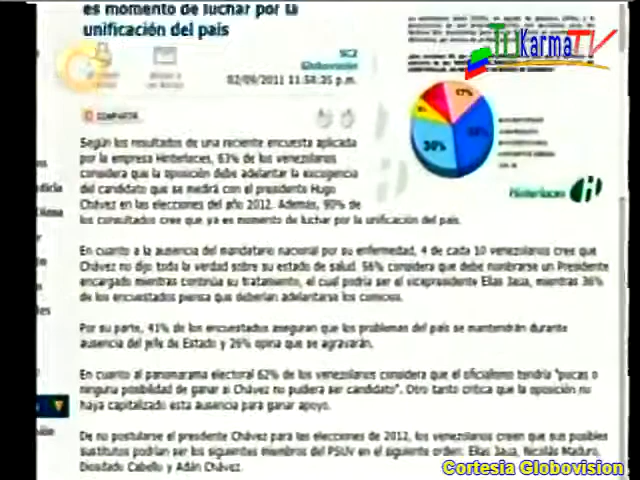 es momento de luchar por la
unificación del país
SCJ
Globovisión
02/09/2011 11:58:35 p.m.
COMPARTA
Según los resultados de una reciente encuesta aplicada
por la empresa Hinterlaces, 63% de los venezolanos
considera que la oposición debe adelantar la escogencia
del candidato que se medirá con el presidente Hugo
Chávez en las elecciones del año 2012. Además, 90% de
los consultados cree que ya es momento de luchar por la unificación del país.
En cuanto a la ausencia del mandatario nacional por su enfermedad, 4 de cada 10 venezolanos cree que
Chávez no dijo toda la verdad sobre su estado de salud. 56% considera que debe nombrarse un Presidente
encargado mientras continúa su tratamiento, el cual podría ser el vicepresidente Elías Jaua, mientras 36%
de los encuestados piensa que deberían adelantarse los comicios.
Por su parte, 41% de los encuestados aseguran que los problemas del país se mantendrán durante
ausencia del jefe de Estado y 26% opina que se agravarán.
En cuanto al panomarama electoral 62% de los venezolanos considera que el oficialismo tendría "pocas o
ninguna posibilidad de ganar si Chávez no pudiera ser candidato". Otro tanto critica que la oposición no
haya capitalizado esta ausencia para ganar apoyo.
De no postularse el presidente Chávez para las elecciones de 2012, los venezolanos creen que sus posibles
sustitutos podrían ser los siguientes miembros del PSUV en el siguiente orden: Elías Jaua, Nicolás Maduro,
Diosdado Cabello y Adán Chávez.
17%
30%
Hinterlaces
Ti Karma TV
Cortesia Globovision